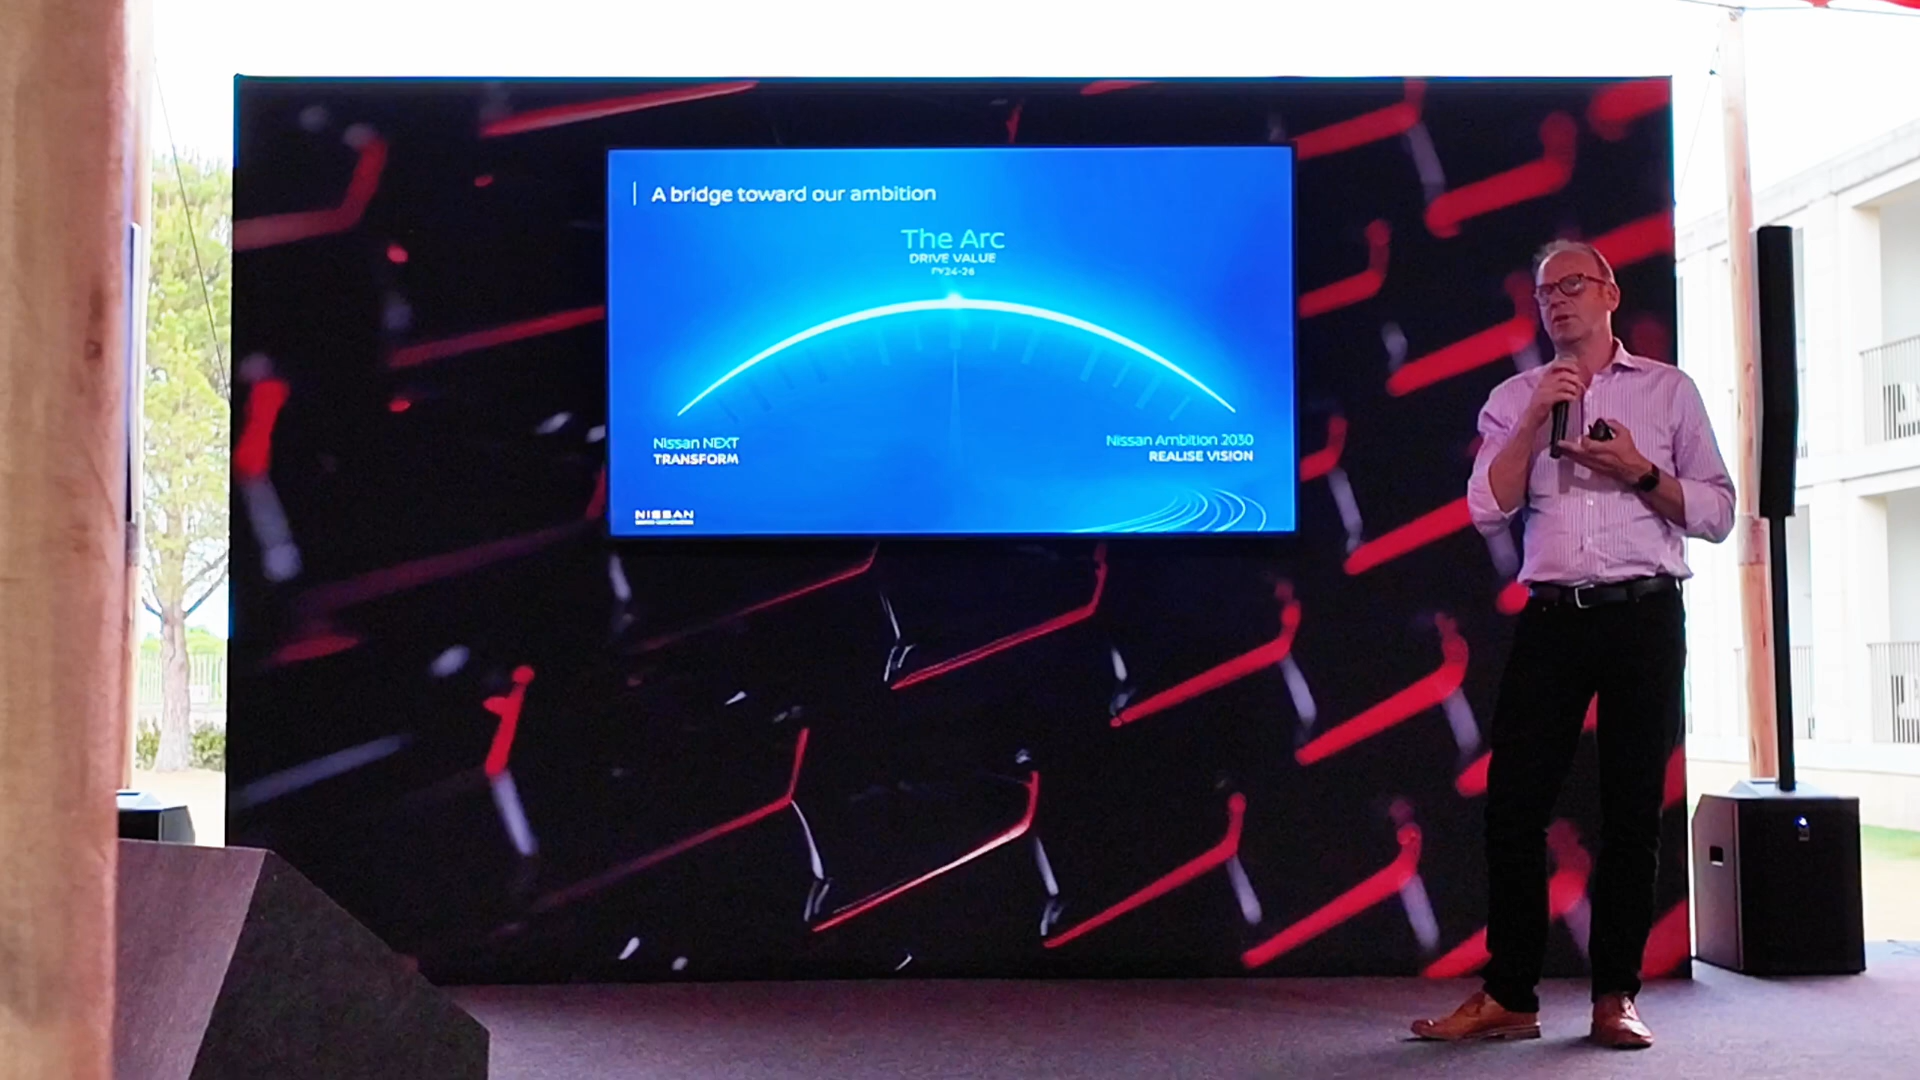 A bridge toward our ambition
The Arc
DRIVE VALUE
FY24-26
Nissan NEXT
TRANSFORM
Nissan Ambition 2030
REALISE VISION
NISSAN